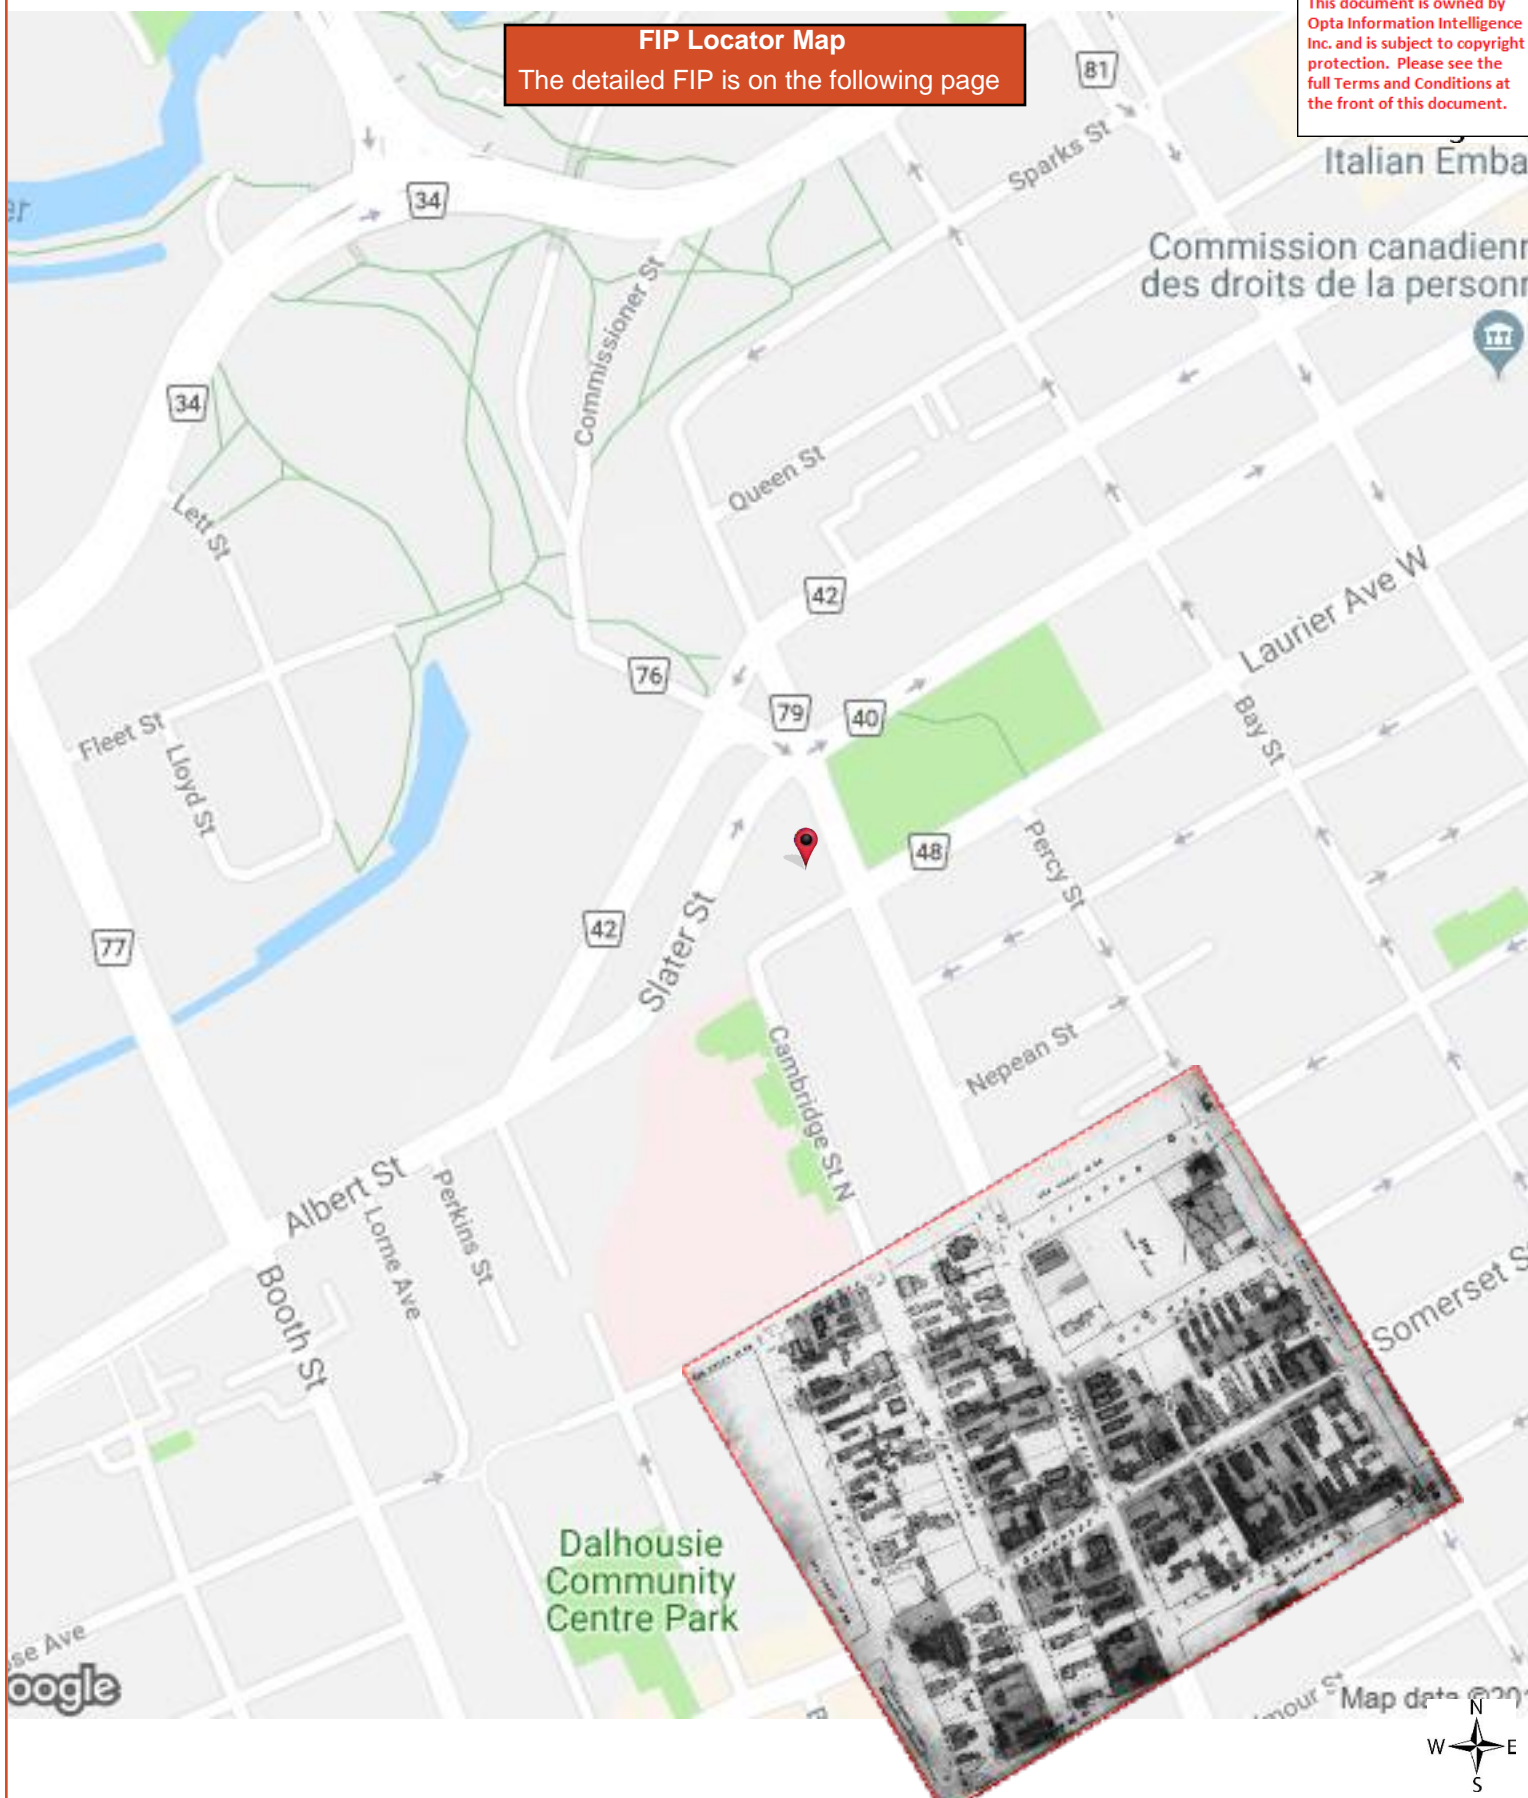 This document is owned by
Opta Information Intelligence
Inc. and is subject to copyright
protection. Please see the
full Terms and Conditions at
the front of this document.
FIP Locator Map
The detailed FIP is on the following page
81
Sparks St
Italian Emba
er
34
Commission canadienn
des droits de la personn
Commissioner St
34
Queen St
Lett St
42
Laurier Ave W
76
79
40
Bay St
Fleet St
Lloyd St
48
Percy St
42
77
Slater St
Nepean St
Cambridge St N
Albert St
Perkins St
Lorne Ave
Booth St
Somerset S
Dalhousie
Community
Centre Park
se Ave
oogle
mour S
Map data ©20
N
W
E
S